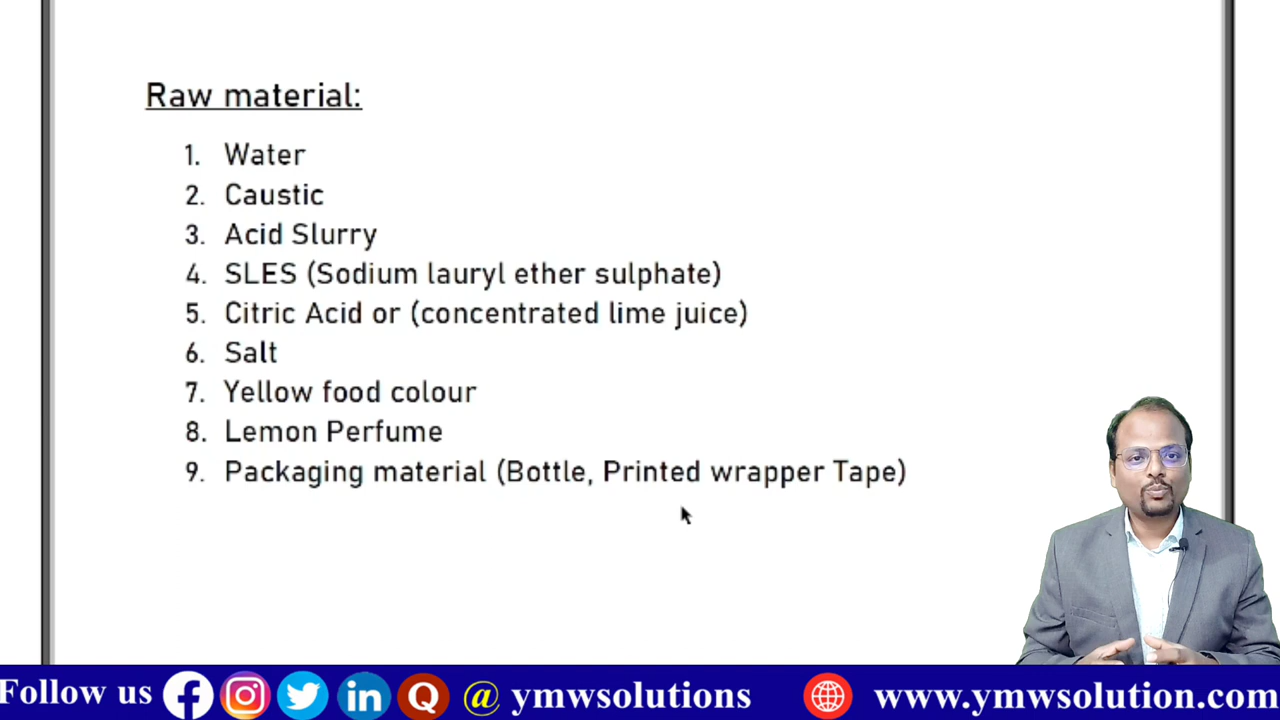 Raw material:
1. Water
2. Caustic
3. Acid Slurry
4. SLES (Sodium lauryl ether sulphate)
5. Citric Acid or (concentrated lime juice)
6. Salt
7. Yellow food colour
8. Lemon Perfume
9. Packaging material (Bottle, Printed wrapper Tape)
Follow us @ ymwsolutions www.ymwsolution.com